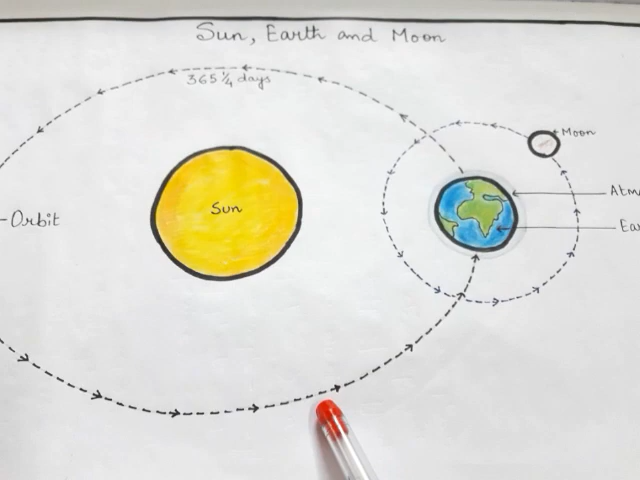 Sun, Earth and Moon
365 ¼ days
Moon
Sun
Orbit